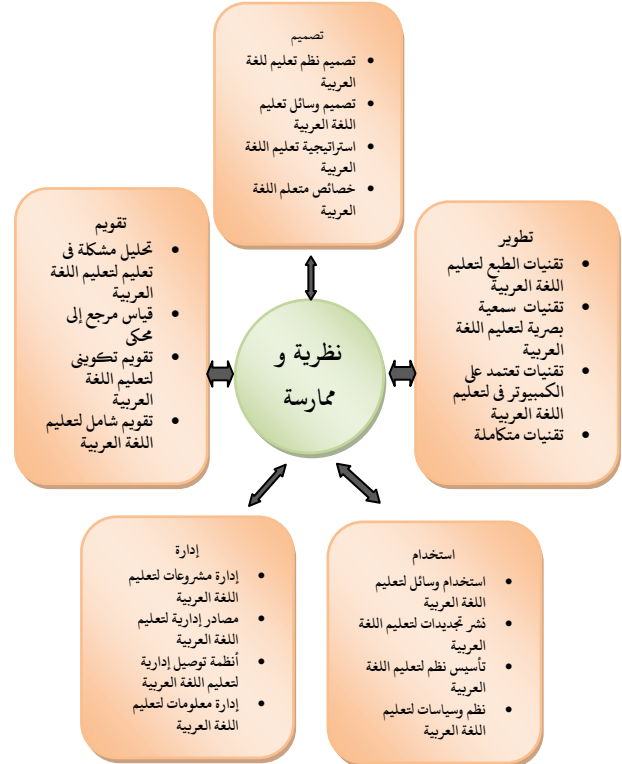 تصميم
• تصميم نظم تعليم للغة
العربية
• تصميم وسائل تعليم
اللغة العربية
• استراتيجية تعليم اللغة
العربية
• خصائص متعلم اللغة
العربية
تطوير
• تقنيات الطبع لتعليم
اللغة العربية
• تقنيات سمعية
بصرية لتعليم اللغة
العربية
• تقنيات تعتمد على
الكمبيوتر فى لتعليم
اللغة العربية
• تقنيات متكاملة
نظرية و
ممارسة
تقويم
• تحليل مشكلة فى
تعليم لتعليم اللغة
العربية
• قياس مرجع إلى
محكى
• تقويم تكوينى
لتعليم اللغة
العربية
• تقويم شامل لتعليم
اللغة العربية
استخدام
• استخدام وسائل لتعليم
اللغة العربية
• نشر تجديدات لتعليم اللغة
العربية
• تأسيس نظم لتعليم اللغة
العربية
• نظم وسياسات لتعليم
اللغة العربية
إدارة
• إدارة مشروعات لتعليم
اللغة العربية
• مصادر إدارية لتعليم
اللغة العربية
• أنظمة توصيل إدارية
لتعليم اللغة العربية
• إدارة معلومات لتعليم
اللغة العربية